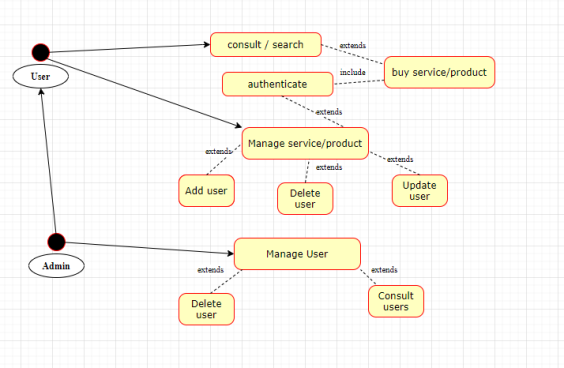 consult / search
extends
User
authenticate
include
buy service/product
extends
Manage service/product
extends
extends
extends
Add user
Delete
user
Update
user
Admin
Manage User
extends
extends
Delete
user
Consult
users